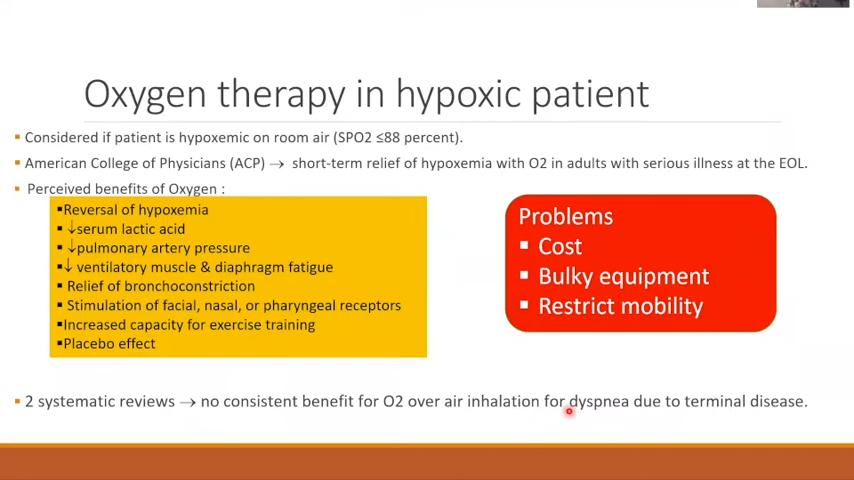 Oxygen therapy in hypoxic patient
▪ Considered if patient is hypoxemic on room air (SPO2 ≤88 percent).
▪ American College of Physicians (ACP) → short-term relief of hypoxemia with O2 in adults with serious illness at the EOL.
▪ Perceived benefits of Oxygen :
▪Reversal of hypoxemia
▪ ↓serum lactic acid
▪ ↓pulmonary artery pressure
▪↓ ventilatory muscle & diaphragm fatigue
▪ Relief of bronchoconstriction
▪ Stimulation of facial, nasal, or pharyngeal receptors
▪Increased capacity for exercise training
▪Placebo effect
Problems
▪ Cost
▪ Bulky equipment
▪ Restrict mobility
▪ 2 systematic reviews → no consistent benefit for O2 over air inhalation for dyspnea due to terminal disease.